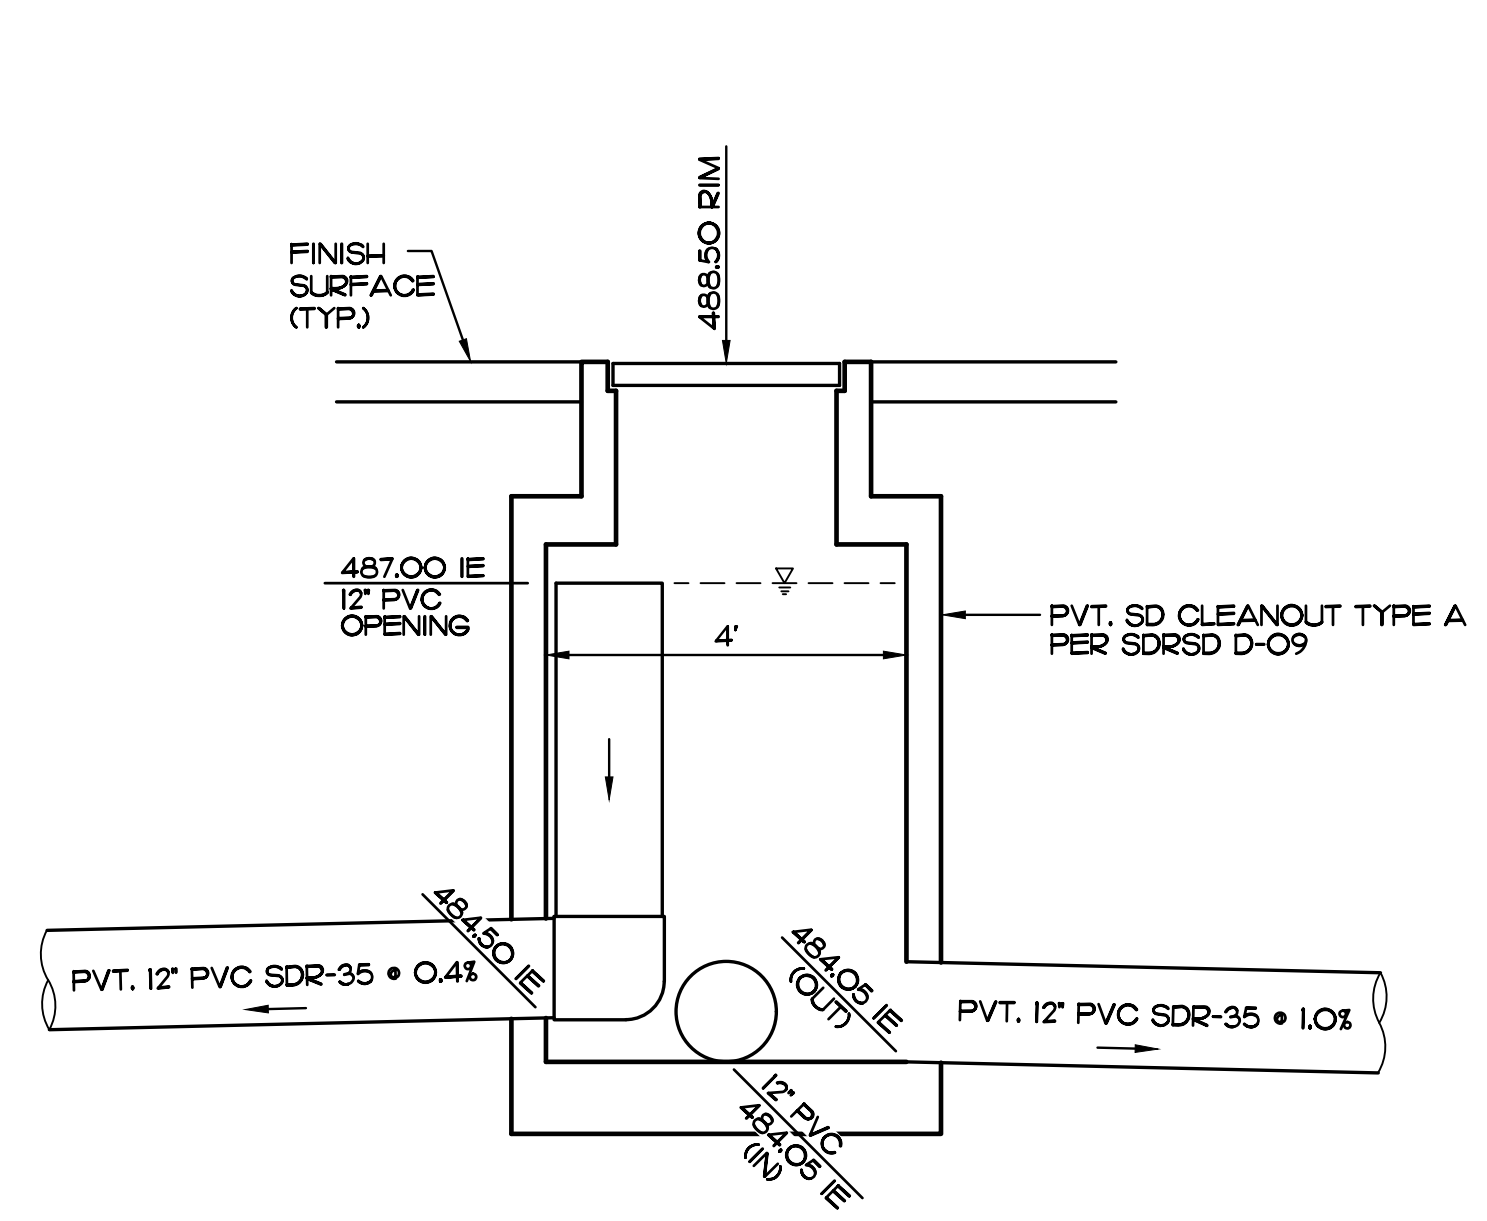 488.50 RIM
FINISH
SURFACE
(TYP.)
487.00 IE
12" PVC
OPENING
4'
PVT. SD CLEANOUT TYPE A
PER SDRSD D-09
484.50 IE
PVT. 12" PVC SDR-35 @ 0.4%
484.05 IE
(OUT)
PVT. 12" PVC SDR-35 @ 1.0%
12" PVC
484.05 IE
(IN)